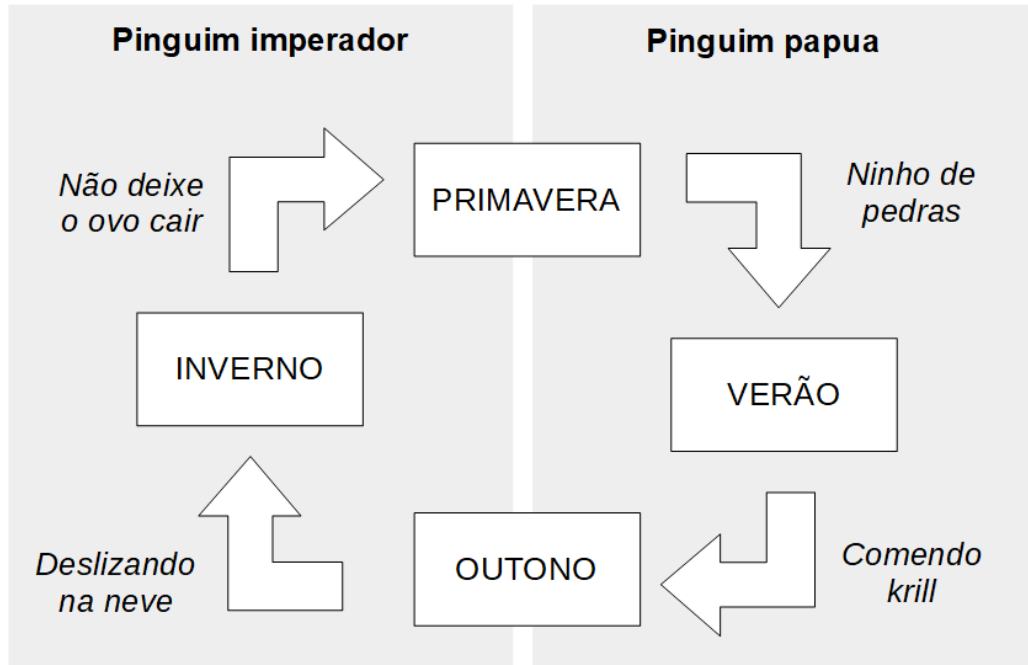 Pinguim imperador
Pinguim papua
Não deixe
o ovo cair
PRIMAVERA
Ninho de
pedras
INVERNO
VERÃO
Deslizando
na neve
OUTONO
Comendo
krill